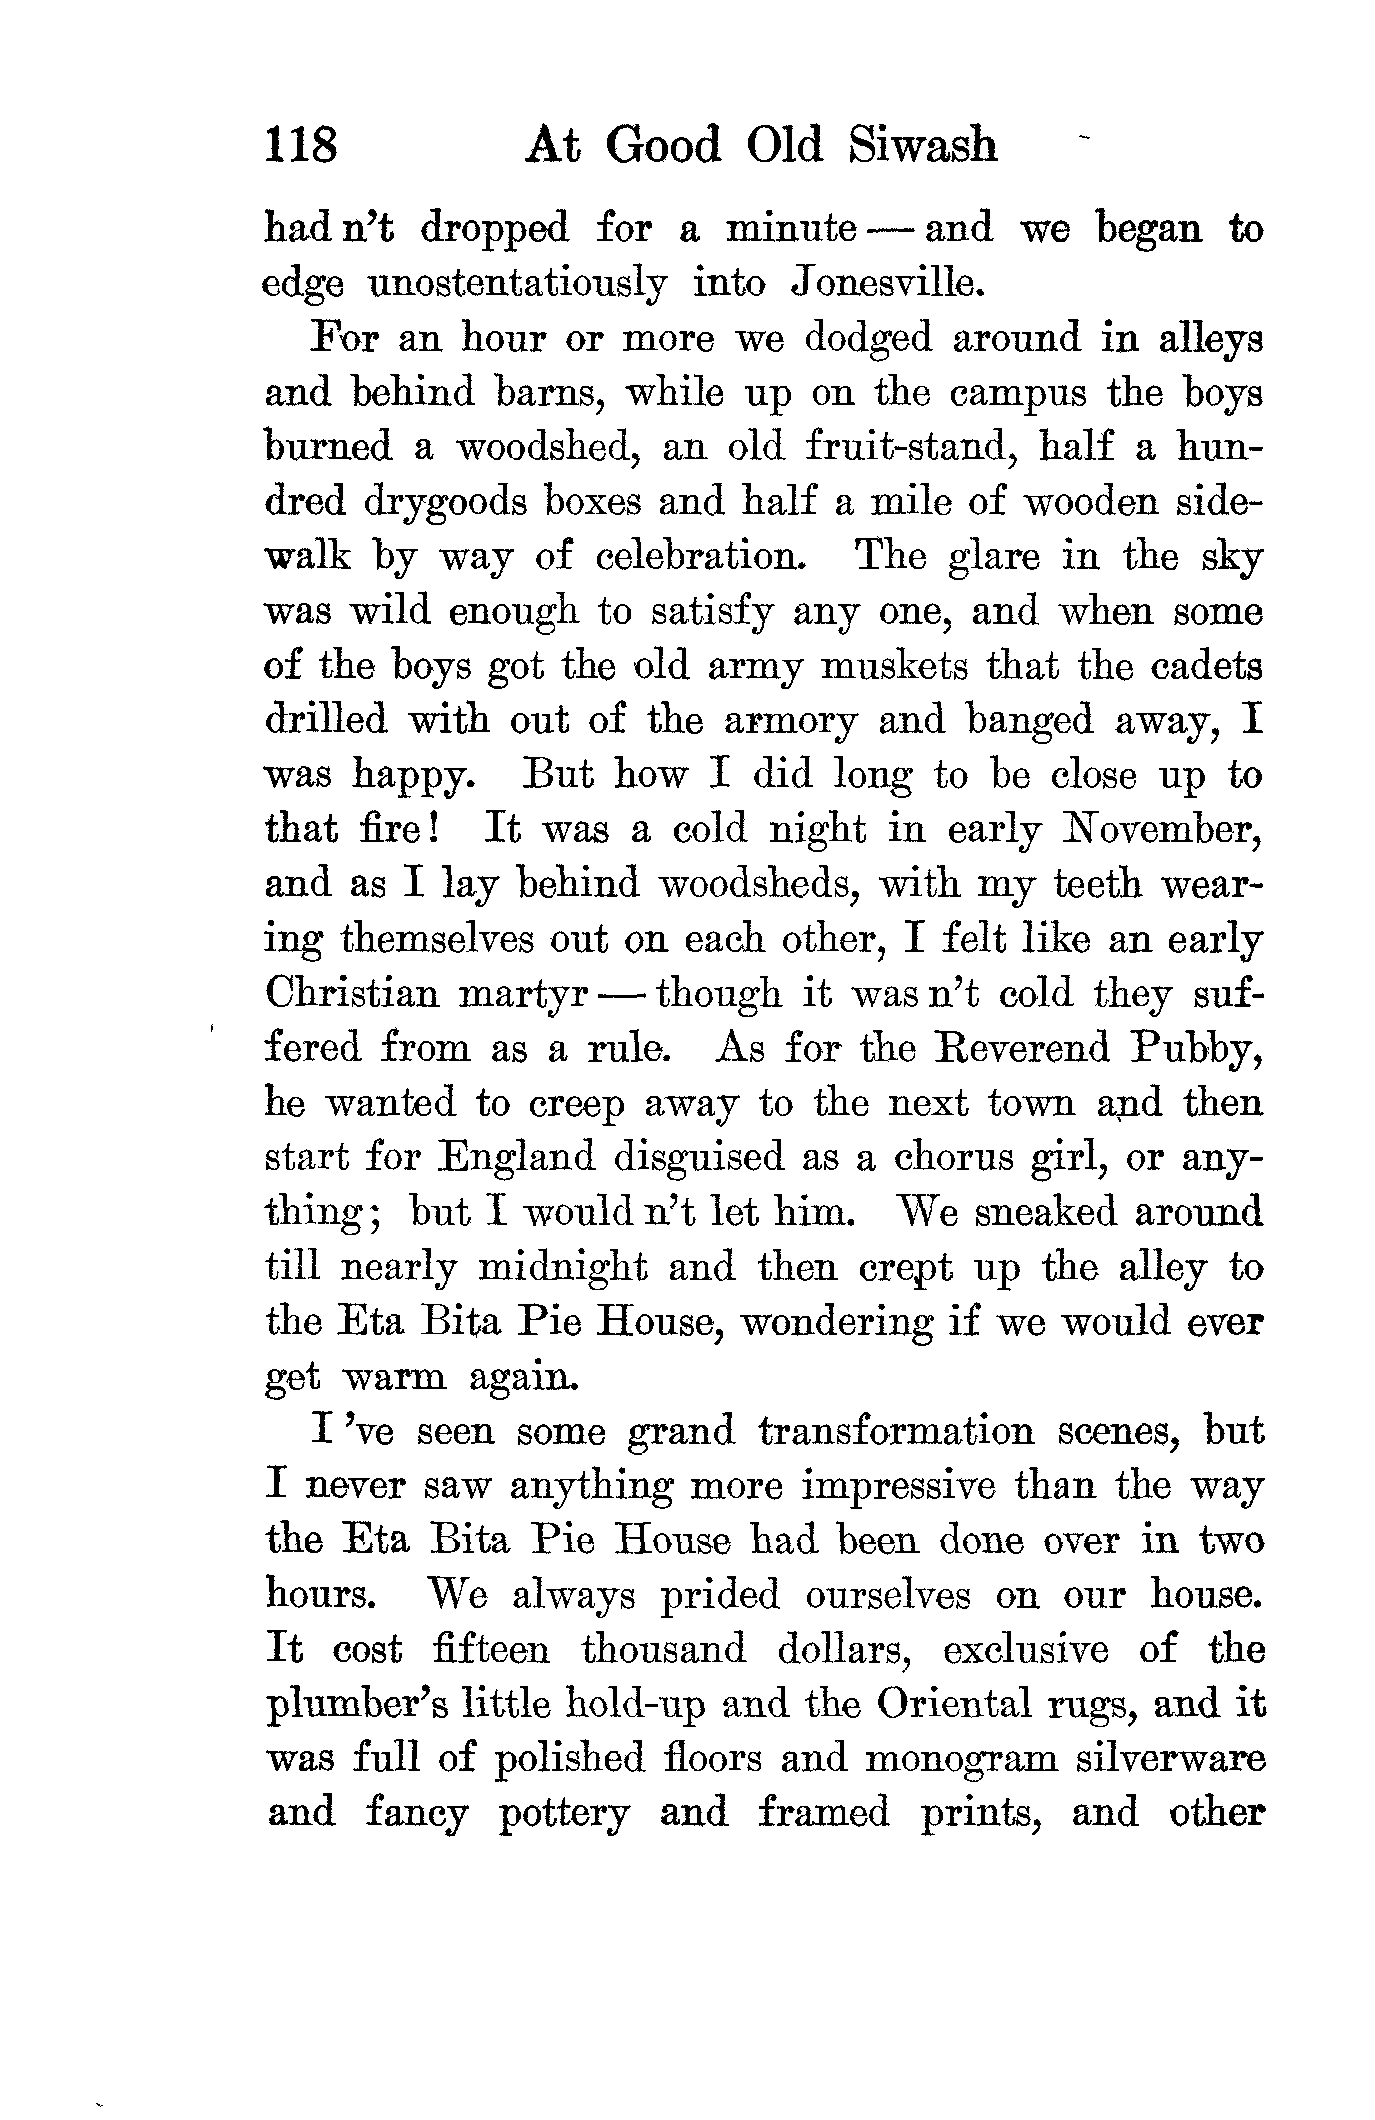 118 At Good Old Siwash
had n't dropped for a minute — and we began to
edge unostentatiously into Jonesville.
For an hour or more we dodged around in alleys
and behind barns, while up on the campus the boys
burned a woodshed, an old fruit-stand, half a hun-
dred drygoods boxes and half a mile of wooden side-
walk by way of celebration. The glare in the sky
was wild enough to satisfy any one, and when some
of the boys got the old army muskets that the cadets
drilled with out of the armory and banged away, I
was happy. But how I did long to be close up to
that fire! It was a cold night in early November,
and as I lay behind woodsheds, with my teeth wear-
ing themselves out on each other, I felt like an early
Christian martyr — though it was n't cold they suf-
fered from as a rule. As for the Reverend Pubby,
he wanted to creep away to the next town and then
start for England disguised as a chorus girl, or any-
thing; but I would n't let him. We sneaked around
till nearly midnight and then crept up the alley to
the Eta Bita Pie House, wondering if we would ever
get warm again.
I 've seen some grand transformation scenes, but
I never saw anything more impressive than the way
the Eta Bita Pie House had been done over in two
hours. We always prided ourselves on our house.
It cost fifteen thousand dollars, exclusive of the
plumber's little hold-up and the Oriental rugs, and it
was full of polished floors and monogram silverware
and fancy pottery and framed prints, and other